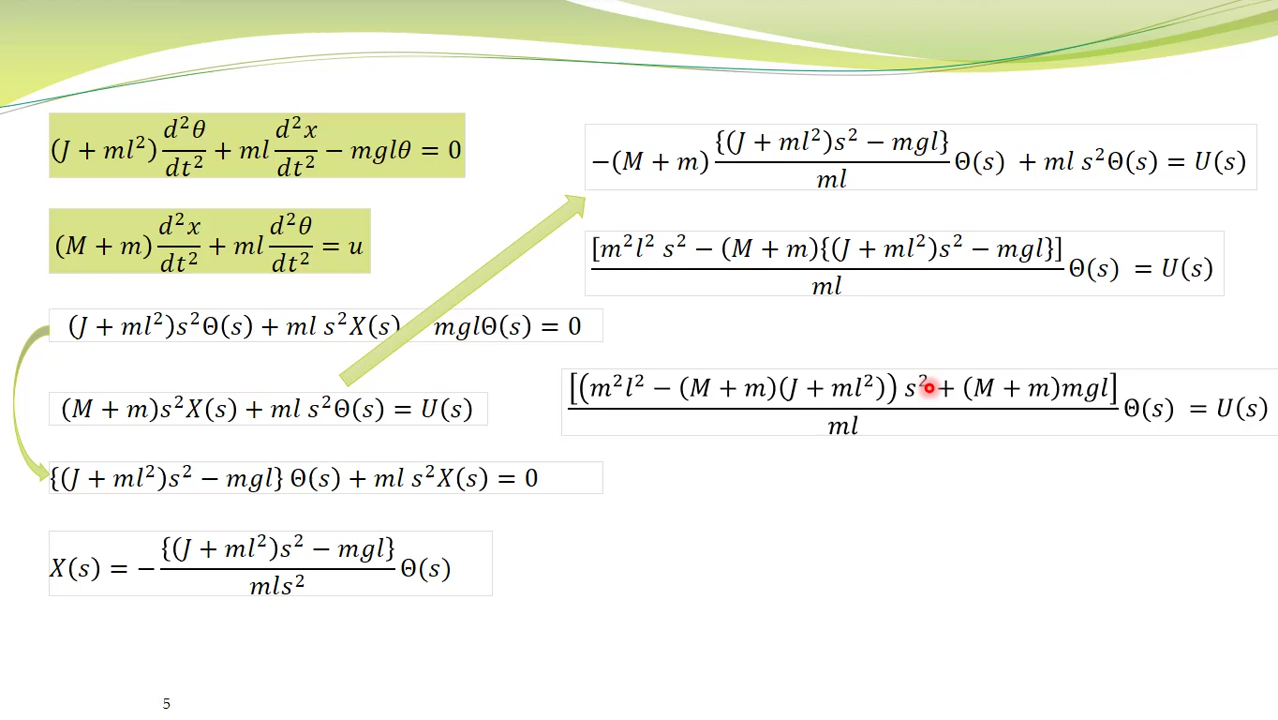 (J + ml²) d²θ/dt² + ml d²x/dt² − mglθ = 0
(M + m) d²x/dt² + ml d²θ/dt² = u
(J + ml²)s²Θ(s) + ml s²X(s) mglΘ(s) = 0
(M + m)s²X(s) + ml s²Θ(s) = U(s)
{(J + ml²)s² − mgl} Θ(s) + ml s²X(s) = 0
X(s) = − {(J + ml²)s² − mgl}/mls² Θ(s)
−(M + m) {(J + ml²)s² − mgl}/ml Θ(s) + ml s²Θ(s) = U(s)
[m²l² s² − (M + m){(J + ml²)s² − mgl}]/ml Θ(s) = U(s)
[(m²l² − (M + m)(J + ml²)) s² + (M + m)mgl]/ml Θ(s) = U(s)
5